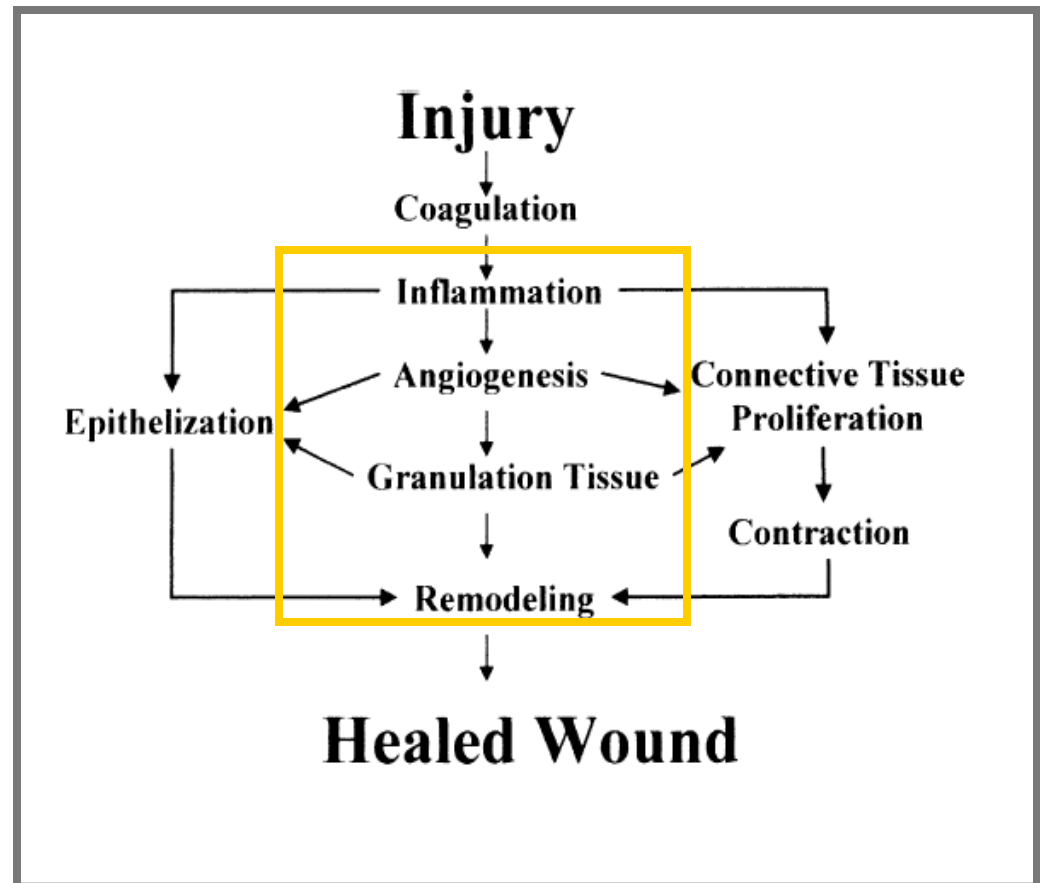 Injury
Coagulation
Inflammation
Angiogenesis
Connective Tissue
Proliferation
Epithelization
Granulation Tissue
Contraction
Remodeling
Healed Wound